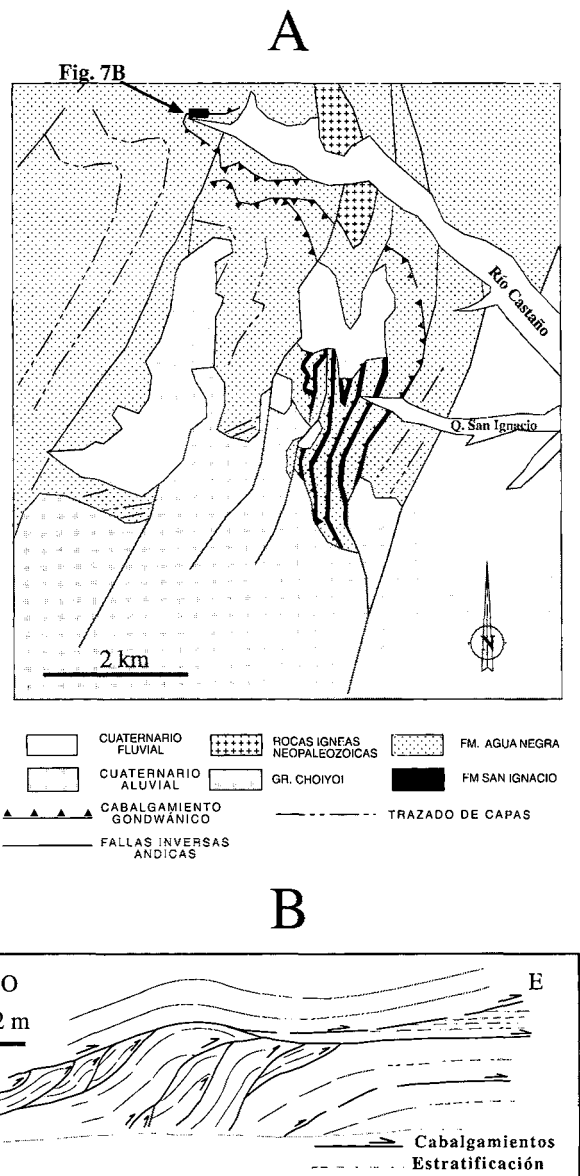 A
Fig. 7B
Río Castaño
Q. San Ignacio
2 km
N
CUATERNARIO FLUVIAL
ROCAS IGNEAS NEOPALEOZOICAS
FM. AGUA NEGRA
CUATERNARIO ALUVIAL
GR. CHOIYOI
FM SAN IGNACIO
CABALGAMIENTO GONDWÁNICO
TRAZADO DE CAPAS
FALLAS INVERSAS ANDICAS
B
O
E
2 m
Cabalgamientos
Estratificación